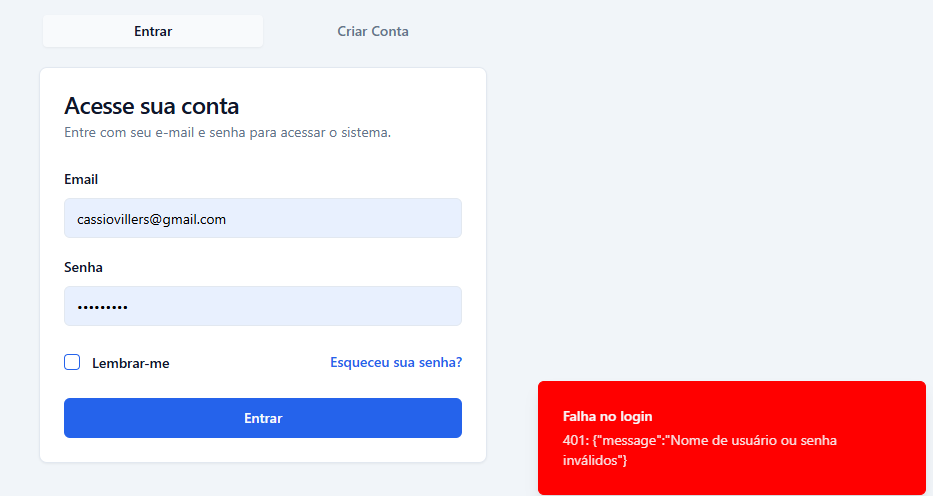 Entrar
Criar Conta
Acesse sua conta
Entre com seu e-mail e senha para acessar o sistema.
Email
cassiovillers@gmail.com
Senha
•••••••••
Lembrar-me
Esqueceu sua senha?
Entrar
Falha no login
401: {"message":"Nome de usuário ou senha
inválidos"}